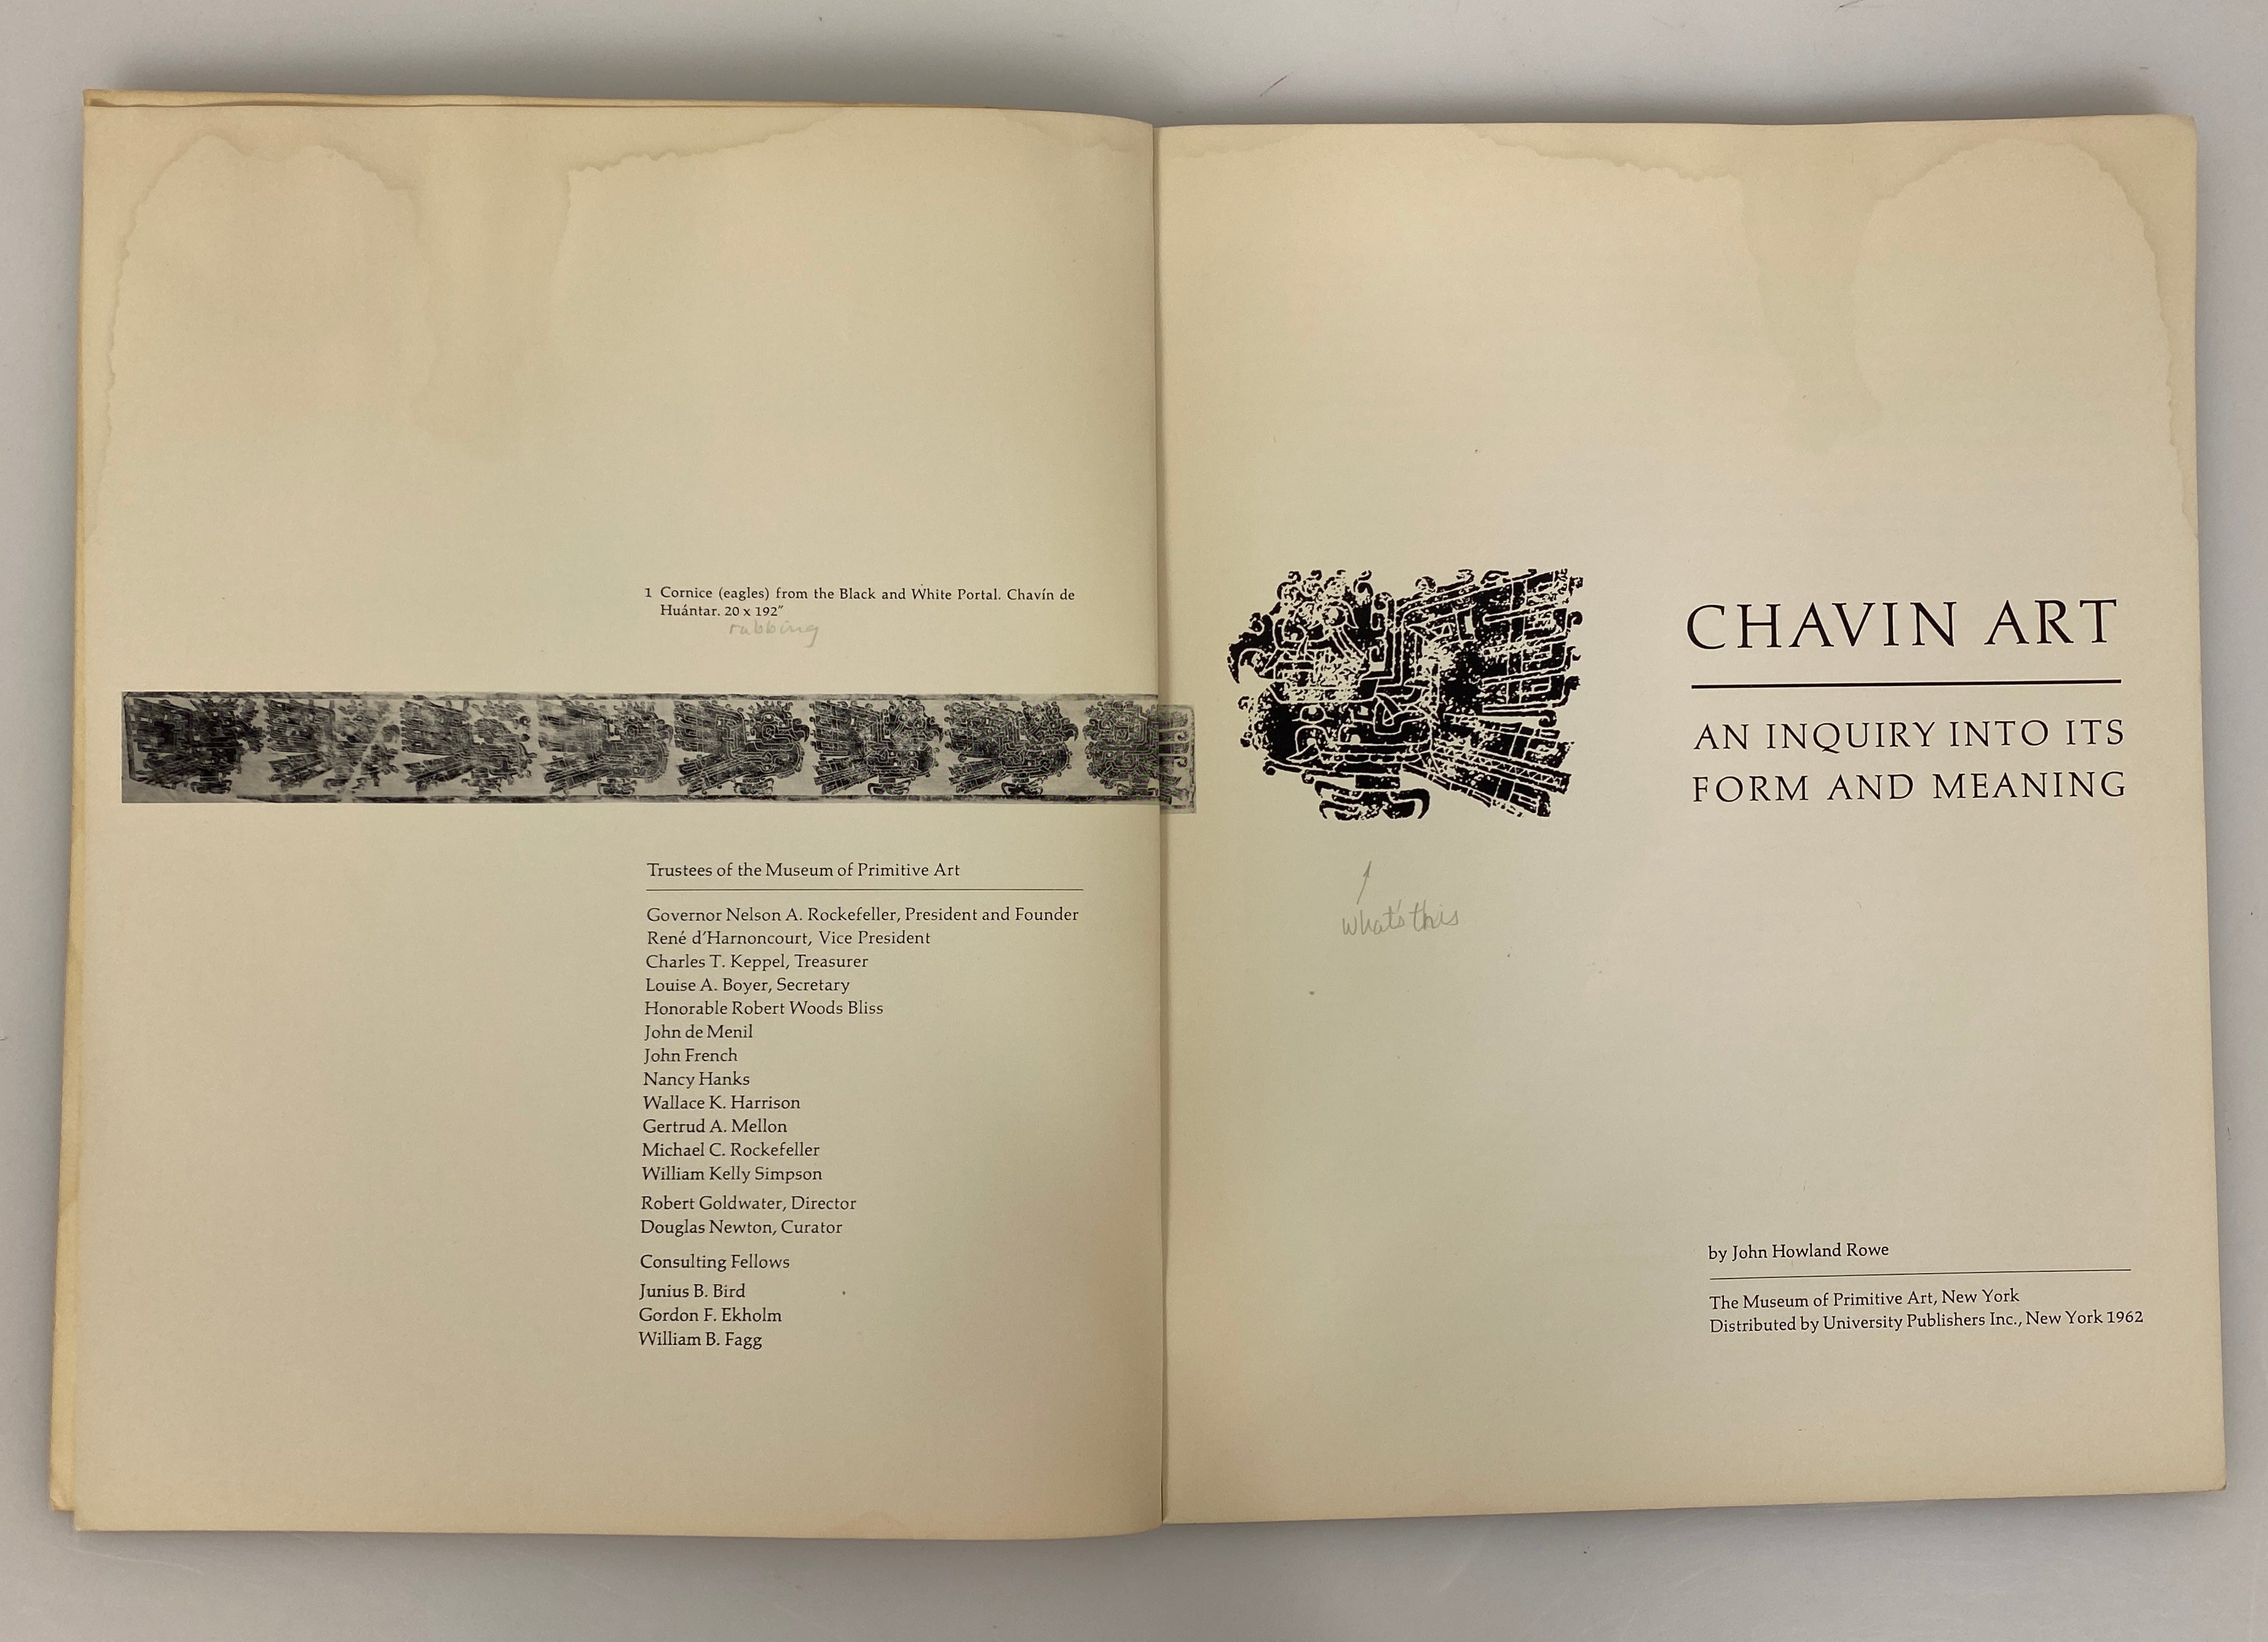 1 Cornice (eagles) from the Black and White Portal. Chavín de
Huántar. 20 x 192″
rubbing
Trustees of the Museum of Primitive Art
Governor Nelson A. Rockefeller, President and Founder
René d'Harnoncourt, Vice President
Charles T. Keppel, Treasurer
Louise A. Boyer, Secretary
Honorable Robert Woods Bliss
John de Menil
John French
Nancy Hanks
Wallace K. Harrison
Gertrud A. Mellon
Michael C. Rockefeller
William Kelly Simpson
Robert Goldwater, Director
Douglas Newton, Curator
Consulting Fellows
Junius B. Bird
Gordon F. Ekholm
William B. Fagg
CHAVIN ART
AN INQUIRY INTO ITS
FORM AND MEANING
what's this
by John Howland Rowe
The Museum of Primitive Art, New York
Distributed by University Publishers Inc., New York 1962